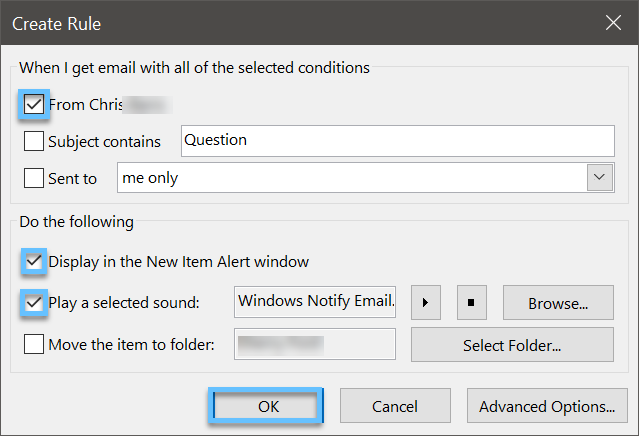 Create Rule
When I get email with all of the selected conditions
From Chris
Subject contains Question
Sent to me only
Do the following
Display in the New Item Alert window
Play a selected sound: Windows Notify Email. Browse...
Move the item to folder: Select Folder...
OK Cancel Advanced Options...